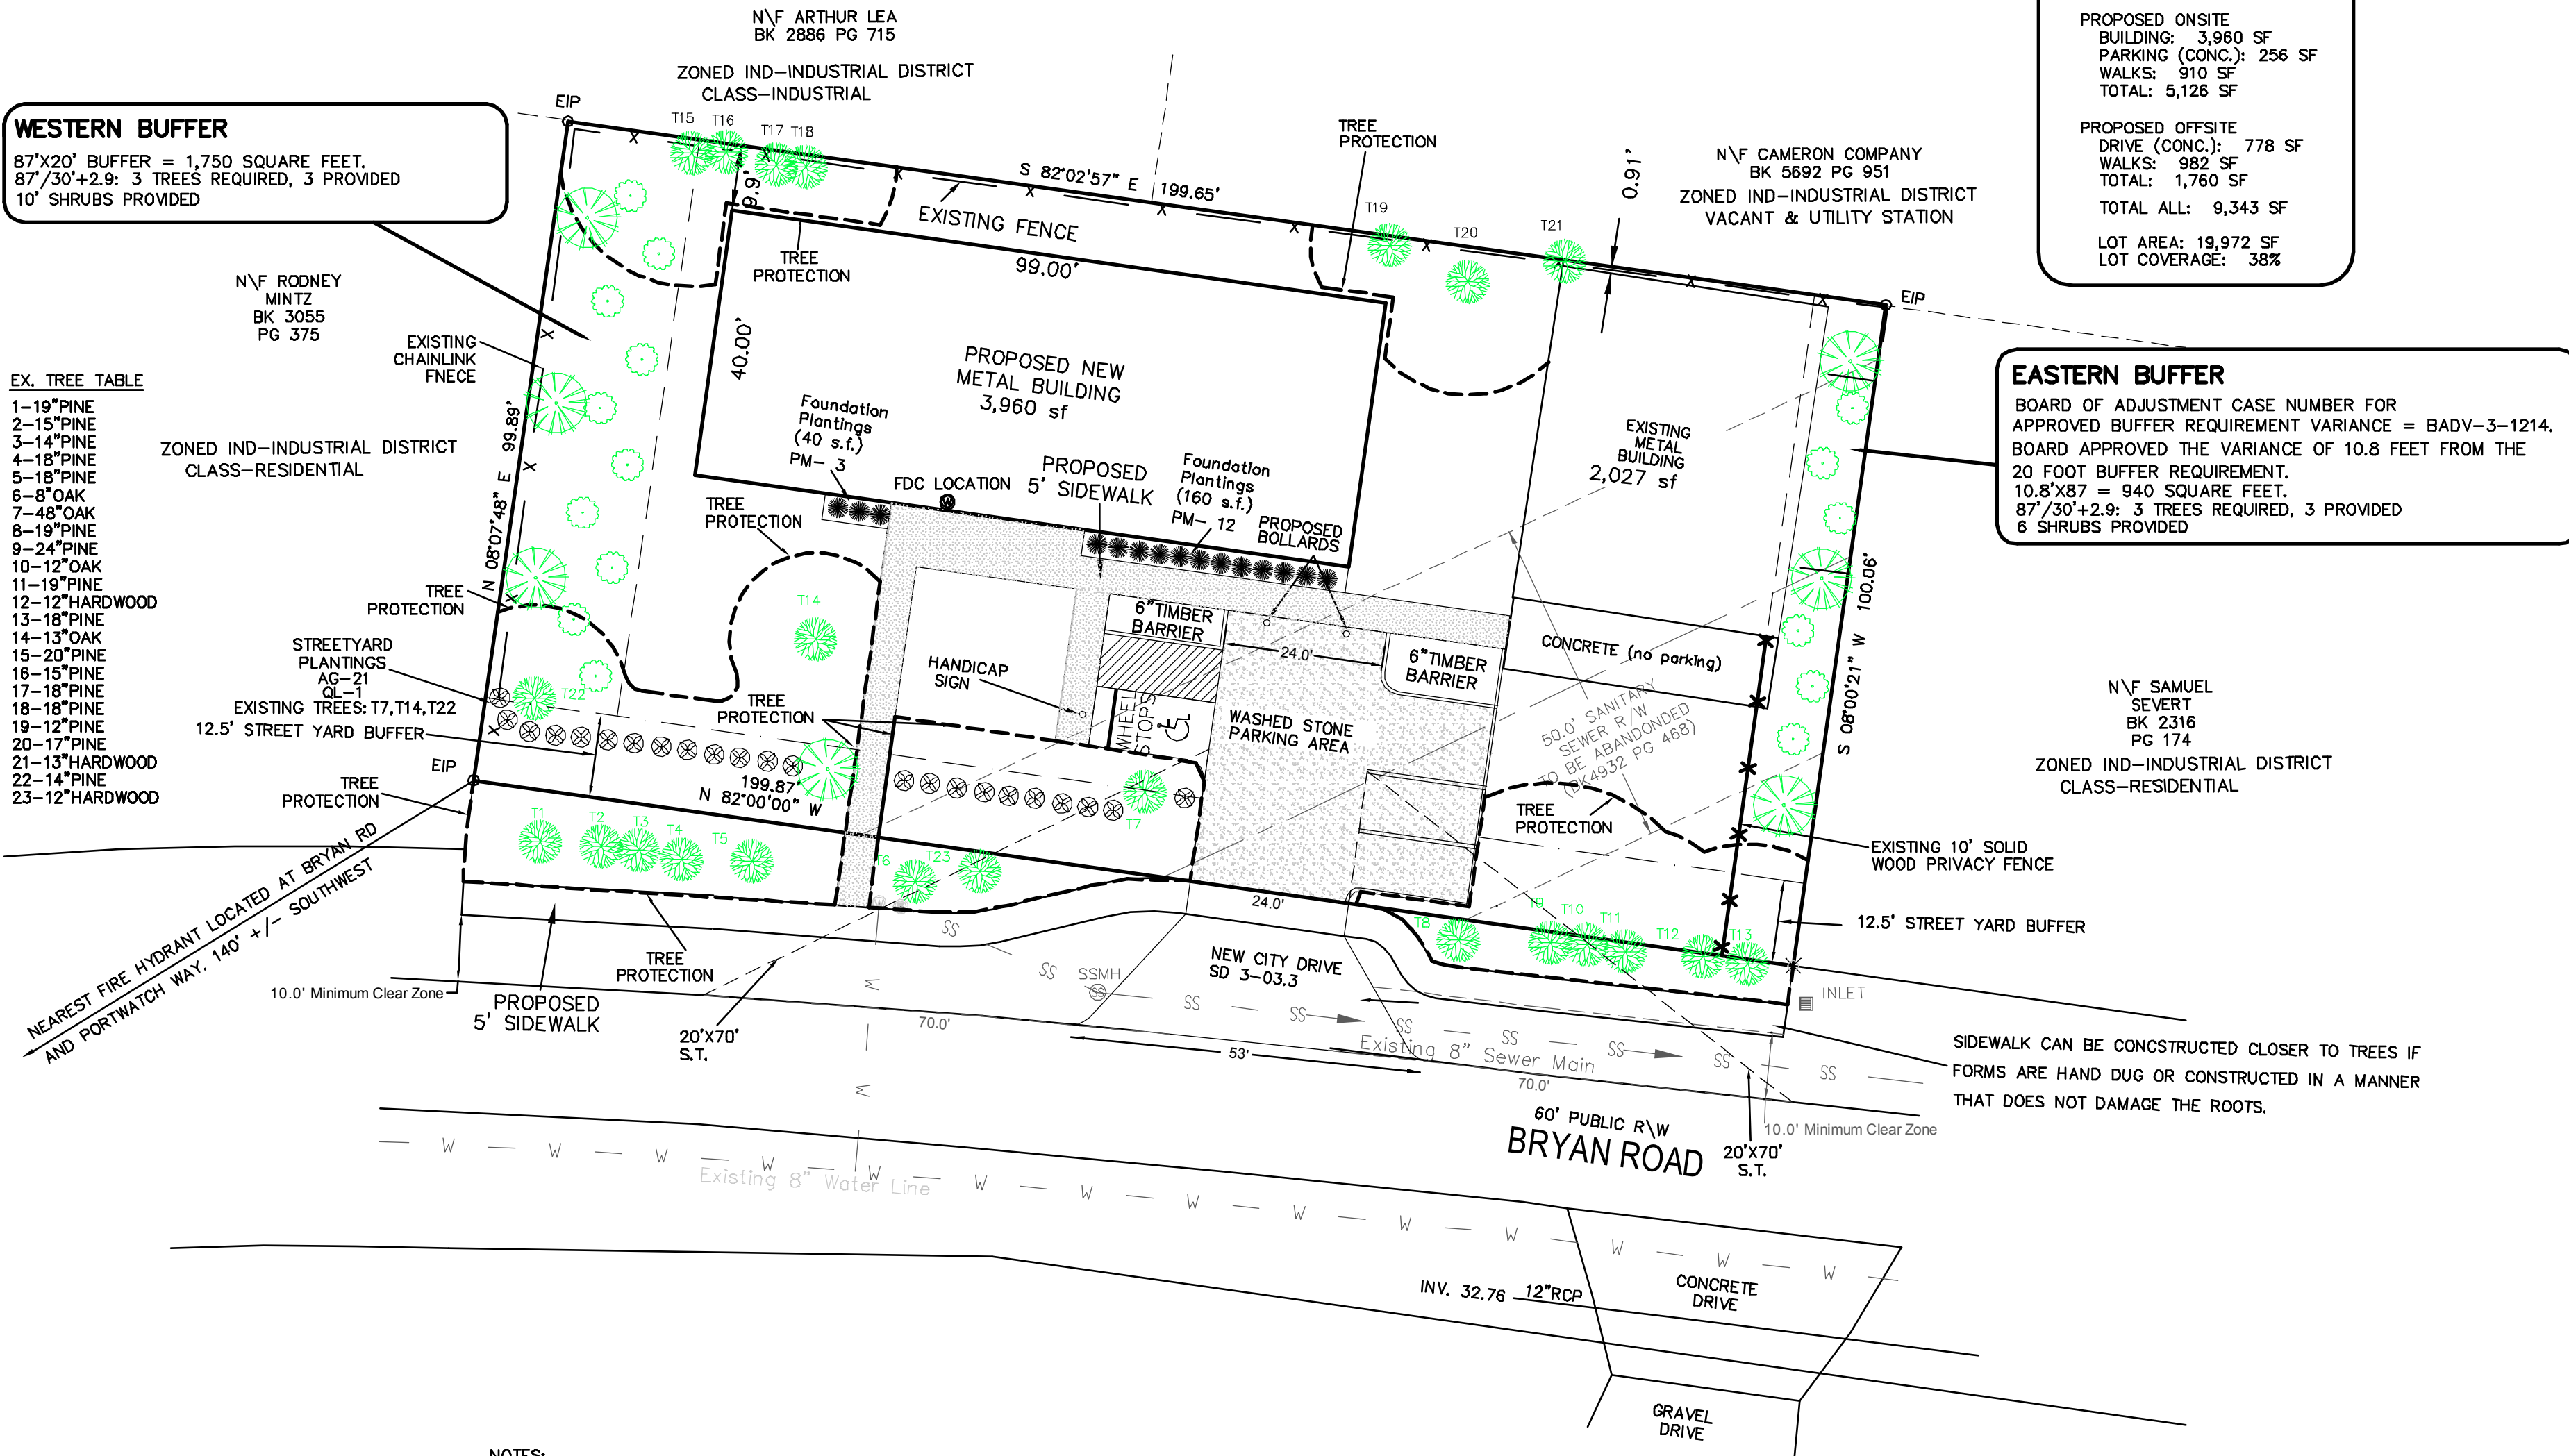 N\F ARTHUR LEA
BK 2886 PG 715
ZONED IND-INDUSTRIAL DISTRICT
CLASS-INDUSTRIAL
PROPOSED ONSITE
BUILDING: 3,960 SF
PARKING (CONC.): 256 SF
WALKS: 910 SF
TOTAL: 5,126 SF
PROPOSED OFFSITE
DRIVE (CONC.): 778 SF
WALKS: 982 SF
TOTAL: 1,760 SF
TOTAL ALL: 9,343 SF
LOT AREA: 19,972 SF
LOT COVERAGE: 38%
WESTERN BUFFER
87'X20' BUFFER = 1,750 SQUARE FEET.
87'/30'+2.9: 3 TREES REQUIRED, 3 PROVIDED
10' SHRUBS PROVIDED
EIP
T15
T16
T17
T18
9.9'
TREE
PROTECTION
S 82°02'57" E 199.65'
EXISTING FENCE
TREE
PROTECTION
0.91'
N\F CAMERON COMPANY
BK 5692 PG 951
ZONED IND-INDUSTRIAL DISTRICT
VACANT & UTILITY STATION
T19
T20
T21
EIP
N\F RODNEY
MINTZ
BK 3055
PG 375
EXISTING
CHAINLINK
FNECE
99.00'
40.00'
PROPOSED NEW
METAL BUILDING
3,960 sf
EX. TREE TABLE
1-19"PINE
2-15"PINE
3-14"PINE
4-18"PINE
5-18"PINE
6-8"OAK
7-48"OAK
8-19"PINE
9-24"PINE
10-12"OAK
11-19"PINE
12-12"HARDWOOD
13-18"PINE
14-13"OAK
15-20"PINE
16-15"PINE
17-18"PINE
18-18"PINE
19-12"PINE
20-17"PINE
21-13"HARDWOOD
22-14"PINE
23-12"HARDWOOD
ZONED IND-INDUSTRIAL DISTRICT
CLASS-RESIDENTIAL
N 08°07'48" E 99.89'
Foundation
Plantings
(40 s.f.)
PM- 3
FDC LOCATION
PROPOSED
5' SIDEWALK
Foundation
Plantings
(160 s.f.)
PM- 12
PROPOSED
BOLLARDS
EXISTING
METAL
BUILDING
2,027 sf
EASTERN BUFFER
BOARD OF ADJUSTMENT CASE NUMBER FOR
APPROVED BUFFER REQUIREMENT VARIANCE = BADV-3-1214.
BOARD APPROVED THE VARIANCE OF 10.8 FEET FROM THE
20 FOOT BUFFER REQUIREMENT.
10.8'X87 = 940 SQUARE FEET.
87'/30'+2.9: 3 TREES REQUIRED, 3 PROVIDED
6 SHRUBS PROVIDED
TREE
PROTECTION
TREE
PROTECTION
T14
6"TIMBER
BARRIER
24.0'
6"TIMBER
BARRIER
CONCRETE (no parking)
S 08°00'21" W 100.06'
STREETYARD
PLANTINGS
AG-21
QL-1
EXISTING TREES: T7,T14,T22
12.5' STREET YARD BUFFER
T22
HANDICAP
SIGN
TREE
PROTECTION
WHEEL
STOPS
WASHED STONE
PARKING AREA
50.0' SANITARY
SEWER R/W
TO BE ABANDONDED
(BK4932 PG 468)
N\F SAMUEL
SEVERT
BK 2316
PG 174
ZONED IND-INDUSTRIAL DISTRICT
CLASS-RESIDENTIAL
EIP
TREE
PROTECTION
199.87'
N 82°00'00" W
T7
TREE
PROTECTION
T1
T2
T3
T4
T5
T6
T23
EXISTING 10' SOLID
WOOD PRIVACY FENCE
NEAREST FIRE HYDRANT LOCATED AT BRYAN RD
AND PORTWATCH WAY. 140' +/- SOUTHWEST
24.0'
T8
T9
T10
T11
T12
T13
12.5' STREET YARD BUFFER
10.0' Minimum Clear Zone
PROPOSED
5' SIDEWALK
TREE
PROTECTION
20'X70'
S.T.
W
W
70.0'
SS
SS
SSMH
SS
NEW CITY DRIVE
SD 3-03.3
SS
SS
SS
SS
SS
SS
SS
INLET
53'
Existing 8" Sewer Main
70.0'
SIDEWALK CAN BE CONCSTRUCTED CLOSER TO TREES IF
FORMS ARE HAND DUG OR CONSTRUCTED IN A MANNER
THAT DOES NOT DAMAGE THE ROOTS.
60' PUBLIC R\W
BRYAN ROAD
20'X70'
S.T.
10.0' Minimum Clear Zone
W W W W W W W W W W W W W W
Existing 8" Water Line
INV. 32.76 12"RCP
CONCRETE
DRIVE
GRAVEL
DRIVE